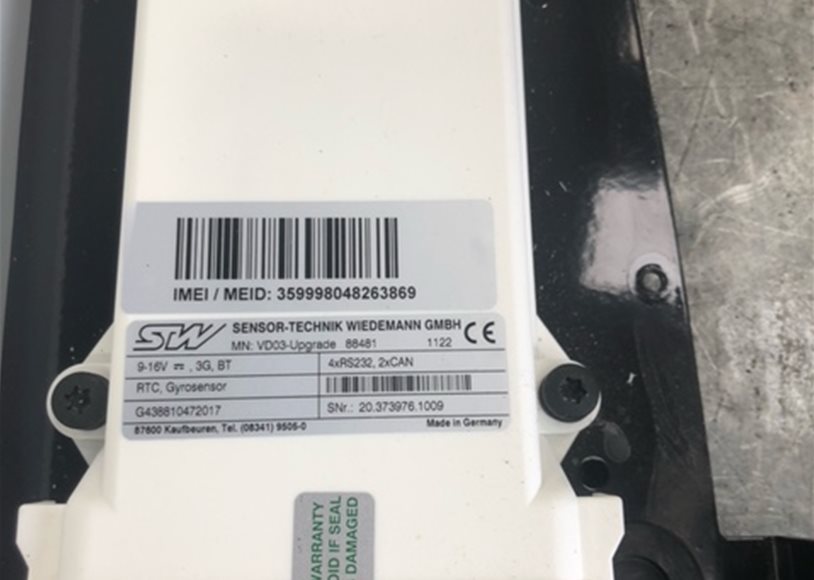 IMEI / MEID: 359998048263869
STW SENSOR-TECHNIK WIEDEMANN GMBH CE
MN: VD03-Upgrade 88481 1122
9-16V ⎓ , 3G, BT 4xRS232, 2xCAN
RTC, Gyrosensor
G438810472017 SNr.: 20.373976.1009
87600 Kaufbeuren, Tel. (08341) 9505-0 Made in Germany
WARRANTY
VOID IF SEAL
DAMAGED